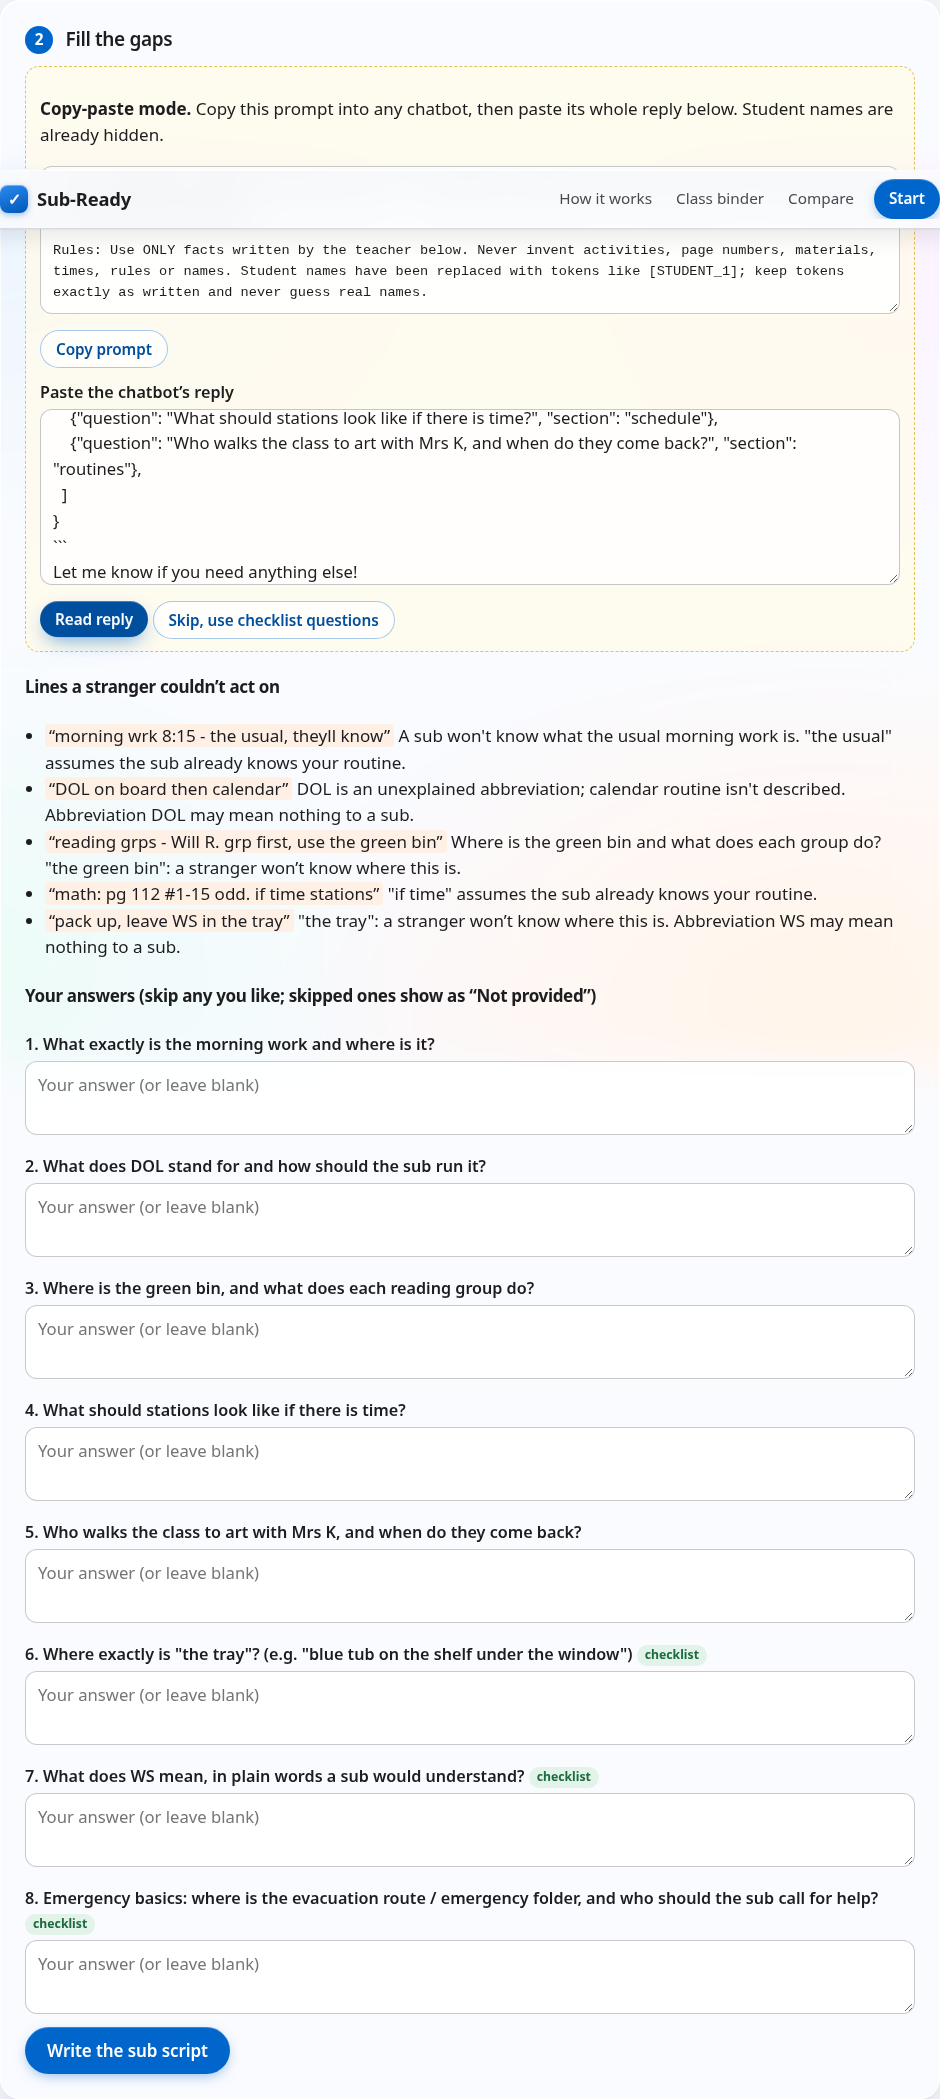 2 Fill the gaps
Copy-paste mode. Copy this prompt into any chatbot, then paste its whole reply below. Student names are
already hidden.
✓ Sub-Ready How it works Class binder Compare Start
Rules: Use ONLY facts written by the teacher below. Never invent activities, page numbers, materials,
times, rules or names. Student names have been replaced with tokens like [STUDENT_1]; keep tokens
exactly as written and never guess real names.
Copy prompt
Paste the chatbot’s reply
{"question": "What should stations look like if there is time?", "section": "schedule"},
{"question": "Who walks the class to art with Mrs K, and when do they come back?", "section":
"routines"},
]
}
```
Let me know if you need anything else!
Read reply Skip, use checklist questions
Lines a stranger couldn’t act on
• “morning wrk 8:15 - the usual, theyll know” A sub won't know what the usual morning work is. "the usual"
assumes the sub already knows your routine.
• “DOL on board then calendar” DOL is an unexplained abbreviation; calendar routine isn't described.
Abbreviation DOL may mean nothing to a sub.
• “reading grps - Will R. grp first, use the green bin” Where is the green bin and what does each group do?
"the green bin": a stranger won’t know where this is.
• “math: pg 112 #1-15 odd. if time stations” "if time" assumes the sub already knows your routine.
• “pack up, leave WS in the tray” "the tray": a stranger won’t know where this is. Abbreviation WS may mean
nothing to a sub.
Your answers (skip any you like; skipped ones show as “Not provided”)
1. What exactly is the morning work and where is it?
Your answer (or leave blank)
2. What does DOL stand for and how should the sub run it?
Your answer (or leave blank)
3. Where is the green bin, and what does each reading group do?
Your answer (or leave blank)
4. What should stations look like if there is time?
Your answer (or leave blank)
5. Who walks the class to art with Mrs K, and when do they come back?
Your answer (or leave blank)
6. Where exactly is "the tray"? (e.g. "blue tub on the shelf under the window") checklist
Your answer (or leave blank)
7. What does WS mean, in plain words a sub would understand? checklist
Your answer (or leave blank)
8. Emergency basics: where is the evacuation route / emergency folder, and who should the sub call for help?
checklist
Your answer (or leave blank)
Write the sub script